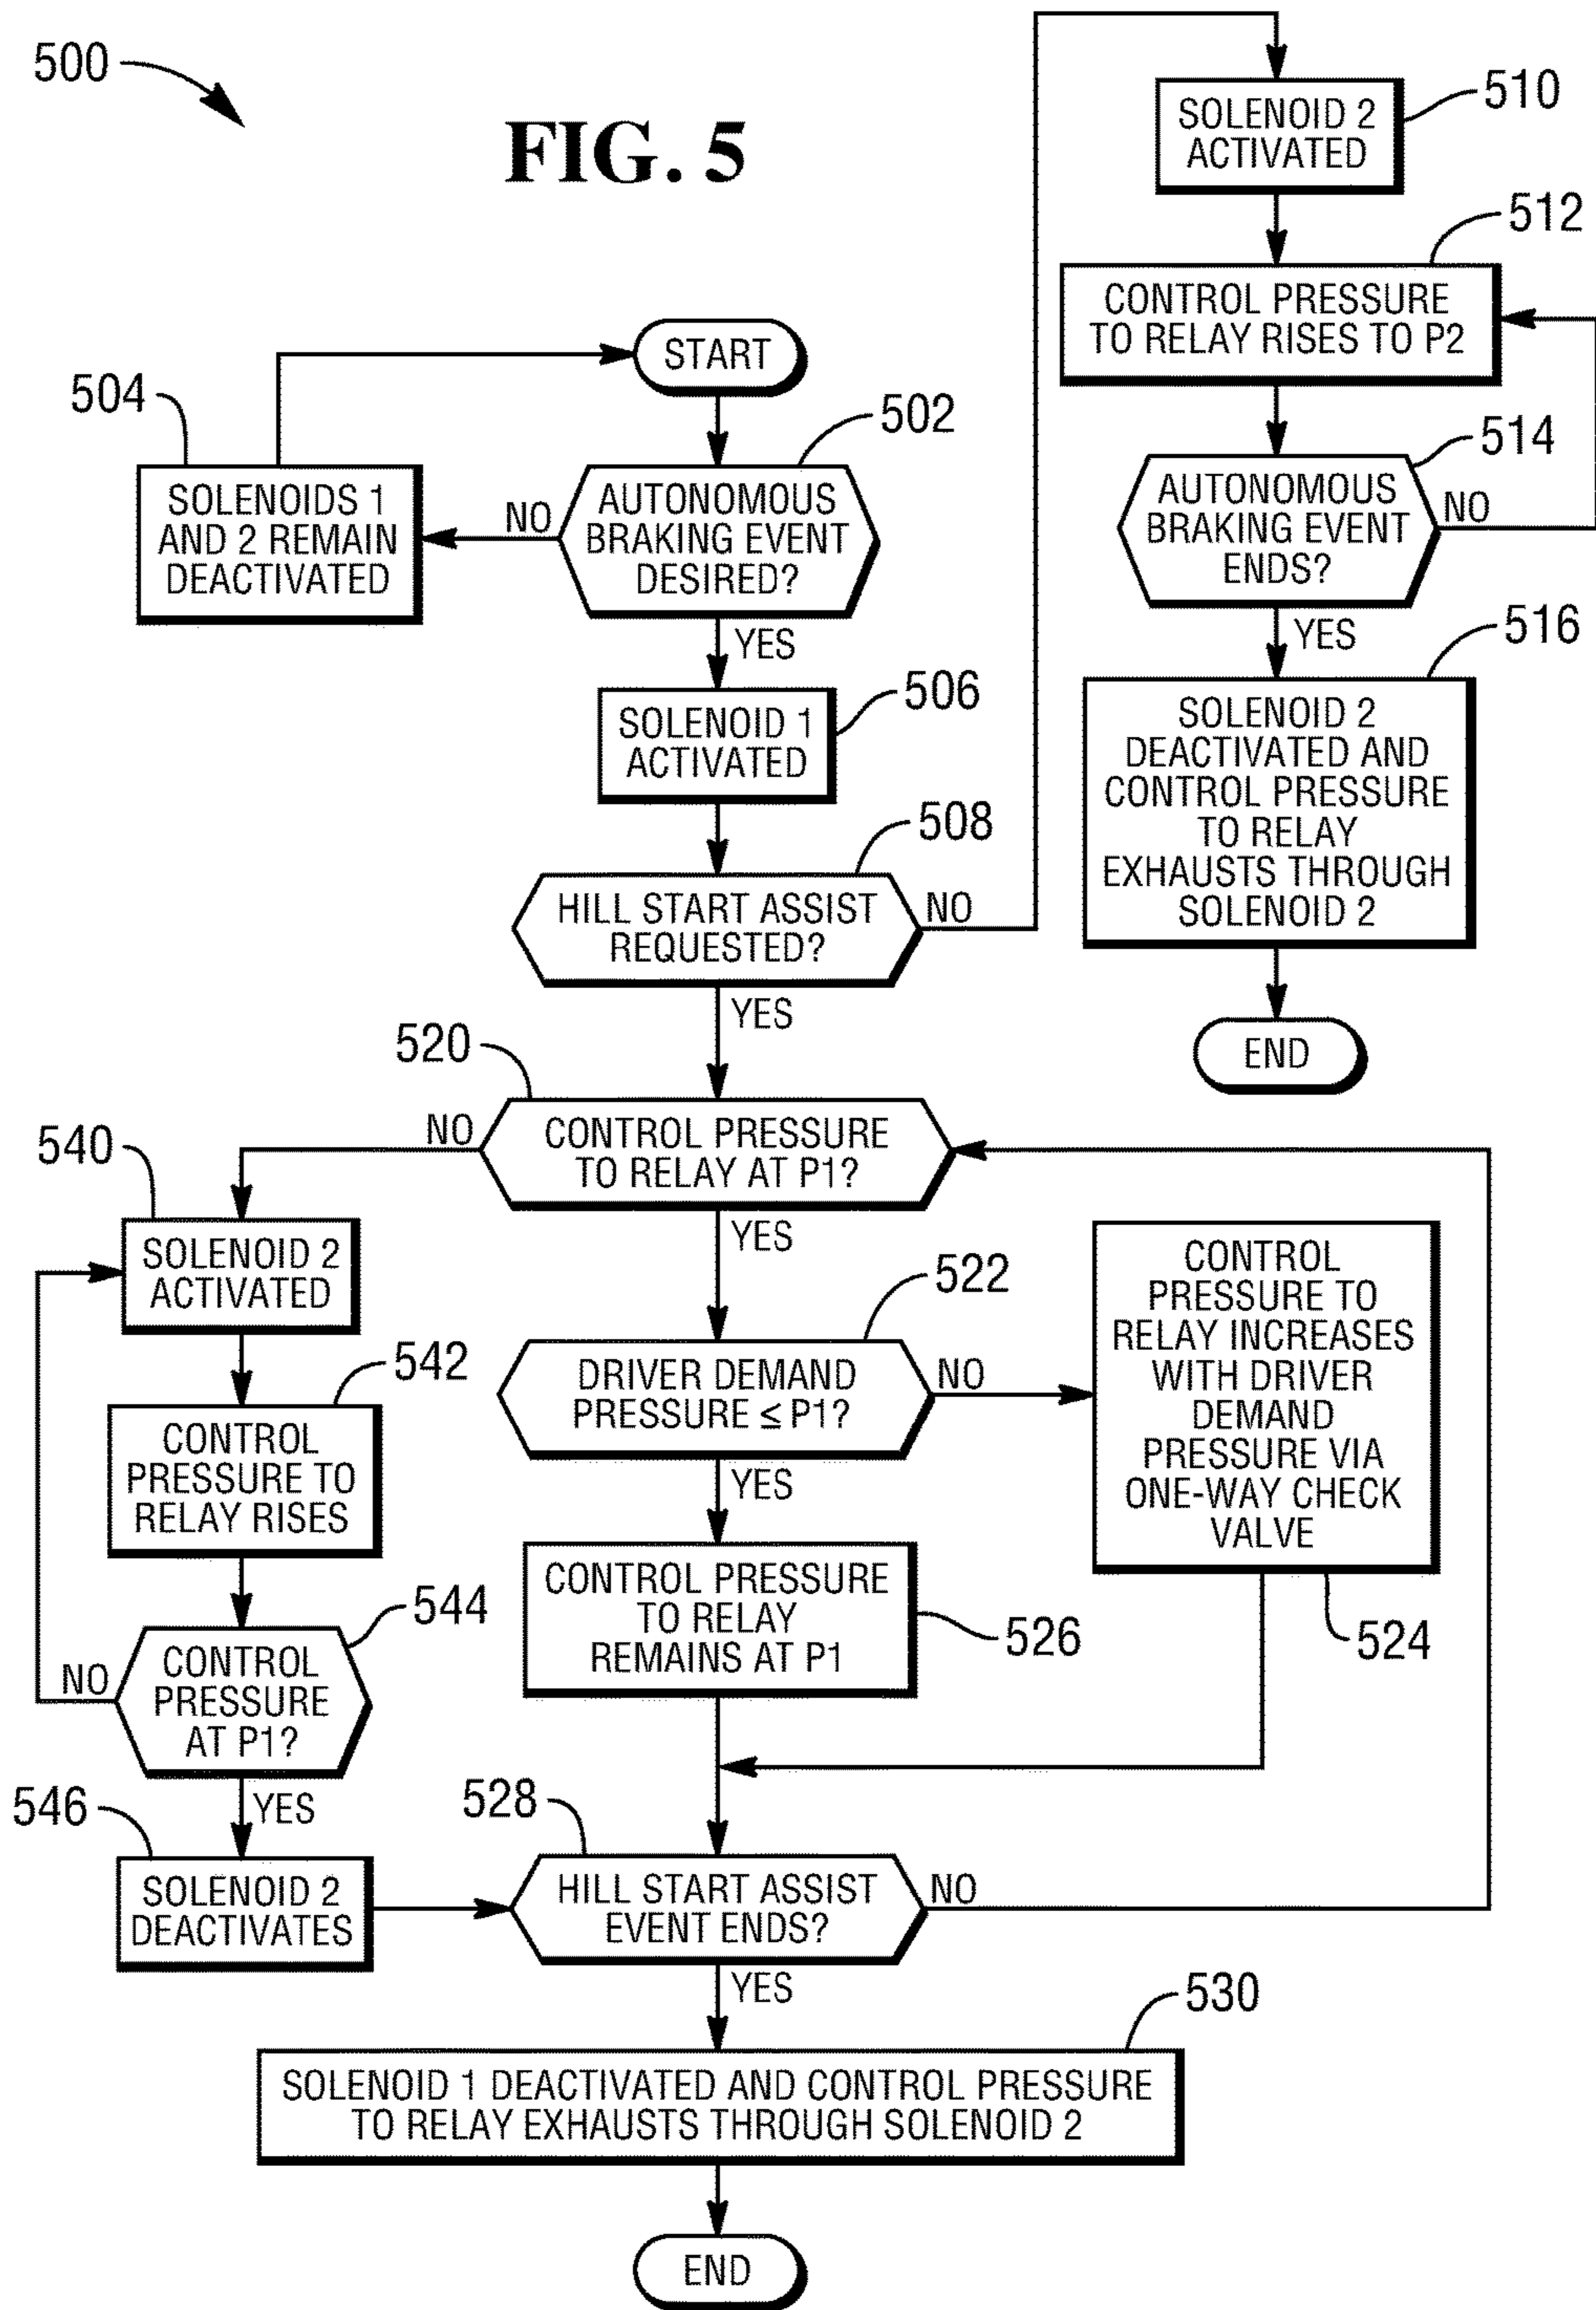 500
FIG. 5
START
502
AUTONOMOUS
BRAKING EVENT
DESIRED?
NO
504
SOLENOIDS 1
AND 2 REMAIN
DEACTIVATED
YES
506
SOLENOID 1
ACTIVATED
508
HILL START ASSIST
REQUESTED?
NO
510
SOLENOID 2
ACTIVATED
512
CONTROL PRESSURE
TO RELAY RISES TO P2
514
AUTONOMOUS
BRAKING EVENT
ENDS?
NO
YES
516
SOLENOID 2
DEACTIVATED AND
CONTROL PRESSURE
TO RELAY
EXHAUSTS THROUGH
SOLENOID 2
END
YES
520
CONTROL PRESSURE
TO RELAY AT P1?
NO
540
SOLENOID 2
ACTIVATED
542
CONTROL
PRESSURE TO
RELAY RISES
544
CONTROL
PRESSURE
AT P1?
NO
YES
546
SOLENOID 2
DEACTIVATES
YES
522
DRIVER DEMAND
PRESSURE ≤ P1?
NO
CONTROL
PRESSURE TO
RELAY INCREASES
WITH DRIVER
DEMAND
PRESSURE VIA
ONE-WAY CHECK
VALVE
524
YES
CONTROL PRESSURE
TO RELAY
REMAINS AT P1
526
528
HILL START ASSIST
EVENT ENDS?
NO
YES
530
SOLENOID 1 DEACTIVATED AND CONTROL PRESSURE
TO RELAY EXHAUSTS THROUGH SOLENOID 2
END